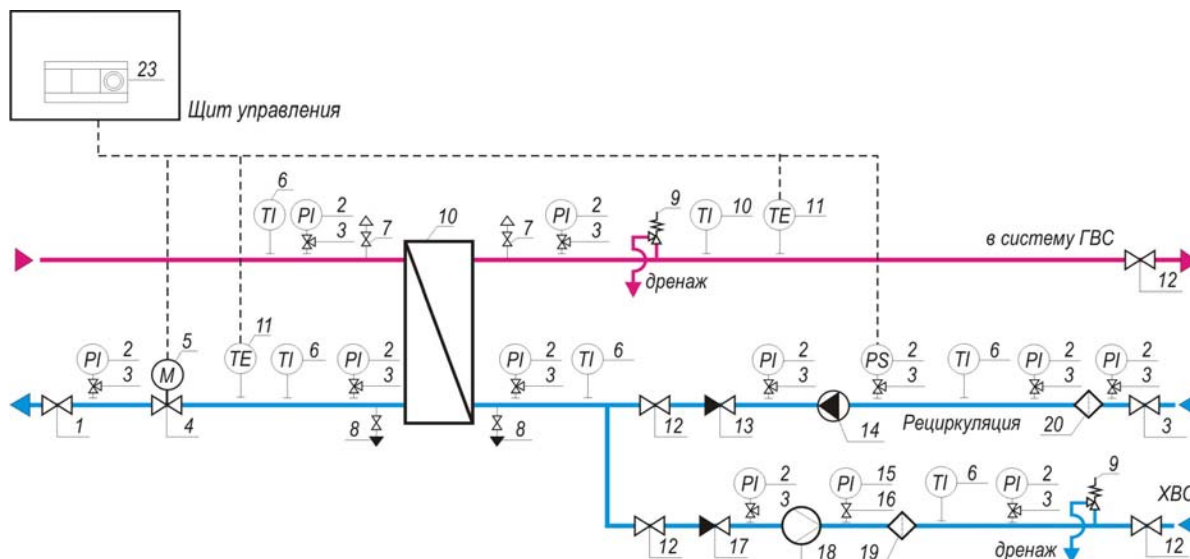 23
Щит управления
6 2 2 9 10 11
TI PI 3 7 10 7 PI 3 TI TE
в систему ГВС
дренаж
12
5 11 2 6 2 2 6 2 2 6 2 2
PI 3 M TE TI PI 3 PI 3 TI PI 3 PS 3 TI PI 3 PI 3
1 4 8 8 12 13 14 Рециркуляция 20 3
2 15 6 2 9
PI 3 PI 16 TI PI 3 ХВС
12 17 18 19 дренаж 12